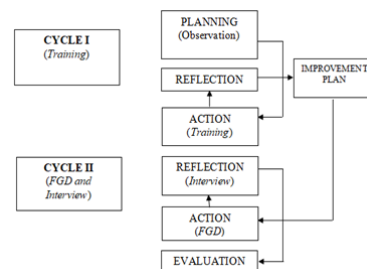 PLANNING
(Observation)
CYCLE I
(Training)
REFLECTION
IMPROVEMENT
PLAN
ACTION
(Training)
CYCLE II
(FGD and
Interview)
REFLECTION
(Interview)
ACTION
(FGD)
EVALUATION